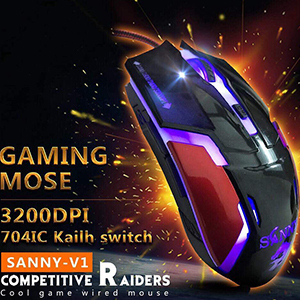 GAMING
MOSE
3200DPI
704IC Kailh switch
SANNY-V1
COMPETITIVE RAIDERS
Cool game wired mouse